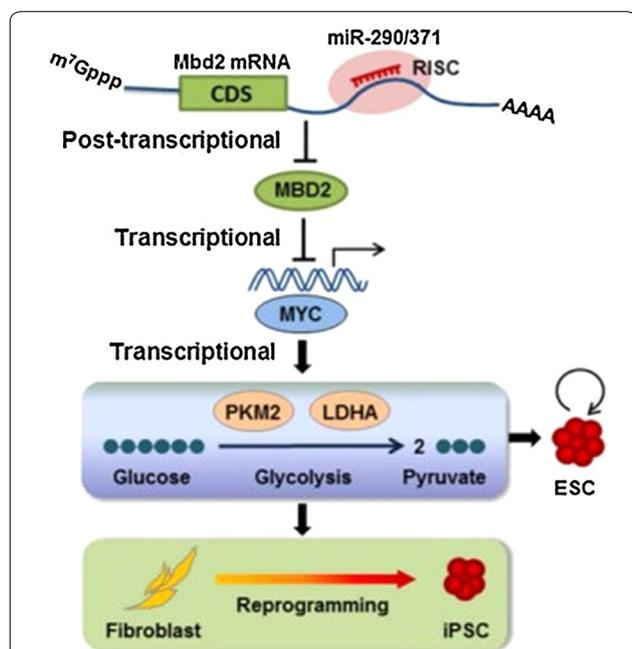 miR-290/371
m⁷Gppp
Mbd2 mRNA
CDS
RISC
AAAA
Post-transcriptional
MBD2
Transcriptional
MYC
Transcriptional
PKM2
LDHA
2
Glucose
Glycolysis
Pyruvate
ESC
Reprogramming
Fibroblast
iPSC